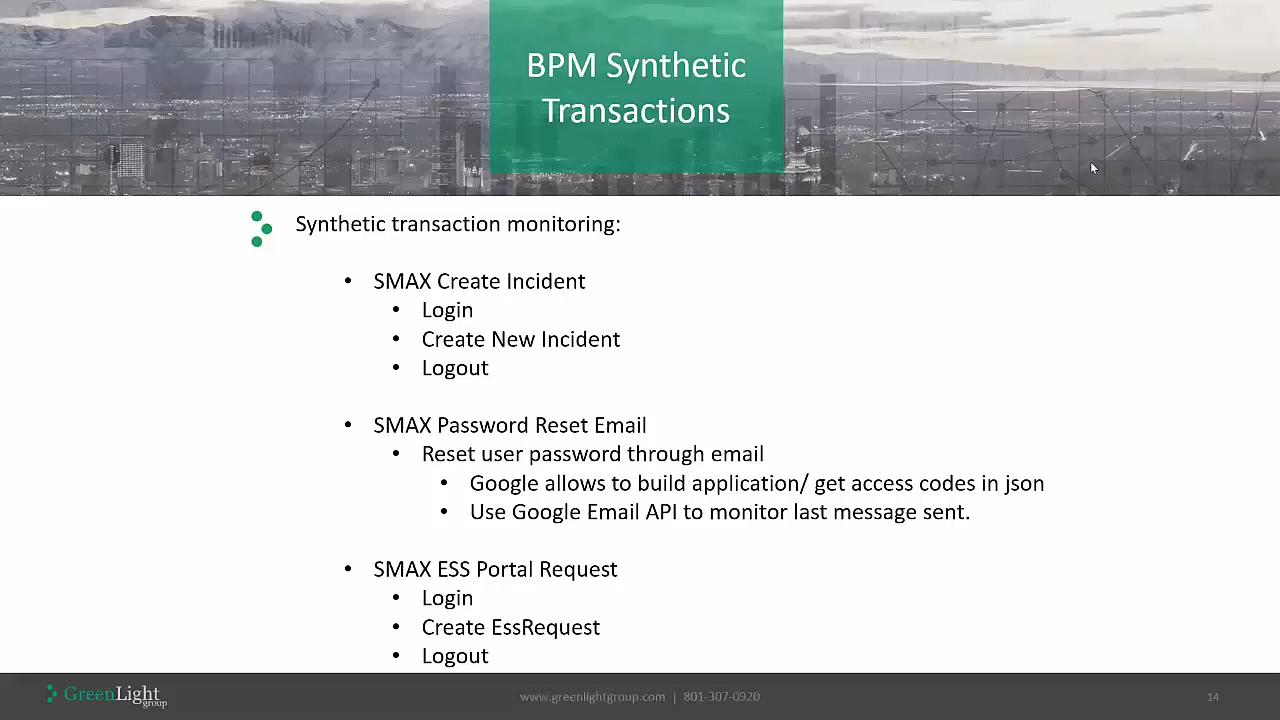 BPM Synthetic
Transactions
Synthetic transaction monitoring:
• SMAX Create Incident
• Login
• Create New Incident
• Logout
• SMAX Password Reset Email
• Reset user password through email
• Google allows to build application/ get access codes in json
• Use Google Email API to monitor last message sent.
• SMAX ESS Portal Request
• Login
• Create EssRequest
• Logout
GreenLight
group
www.greenlightgroup.com | 801-307-0920
14